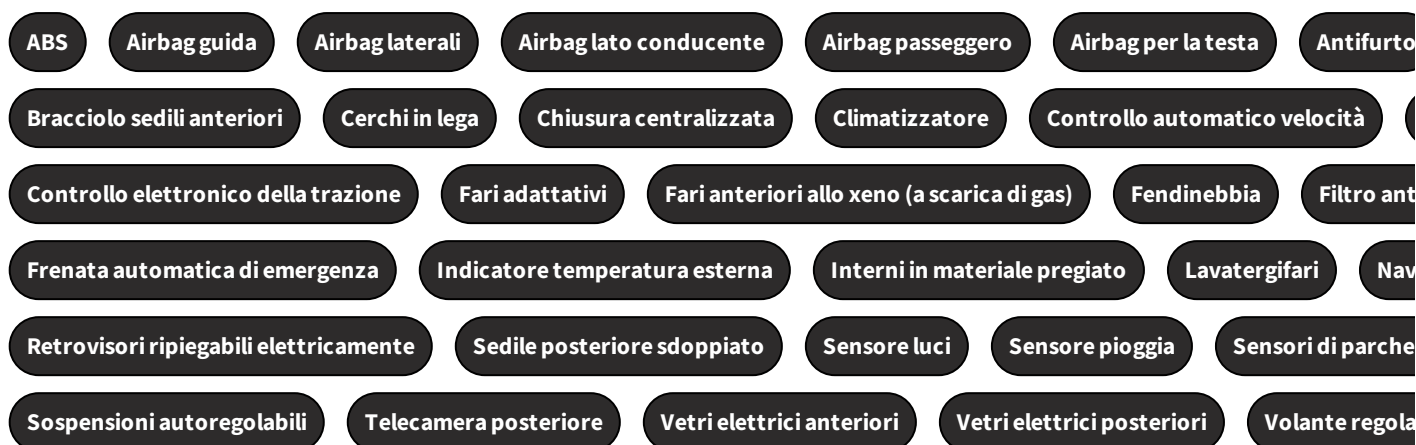 ABS Airbag guida Airbag laterali Airbag lato conducente Airbag passeggero Airbag per la testa Antifurto
Bracciolo sedili anteriori Cerchi in lega Chiusura centralizzata Climatizzatore Controllo automatico velocità
Controllo elettronico della trazione Fari adattativi Fari anteriori allo xeno (a scarica di gas) Fendinebbia Filtro ant
Frenata automatica di emergenza Indicatore temperatura esterna Interni in materiale pregiato Lavatergifari Nav
Retrovisori ripiegabili elettricamente Sedile posteriore sdoppiato Sensore luci Sensore pioggia Sensori di parche
Sospensioni autoregolabili Telecamera posteriore Vetri elettrici anteriori Vetri elettrici posteriori Volante regola